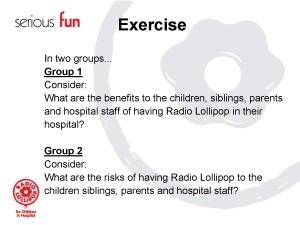 serious fun
Exercise
In two groups...
Group 1
Consider:
What are the benefits to the children, siblings, parents
and hospital staff of having Radio Lollipop in their
hospital?
Group 2
Consider:
What are the risks of having Radio Lollipop to the
children siblings, parents and hospital staff?
RADIO
LOLLIPOP
for Children
in Hospital